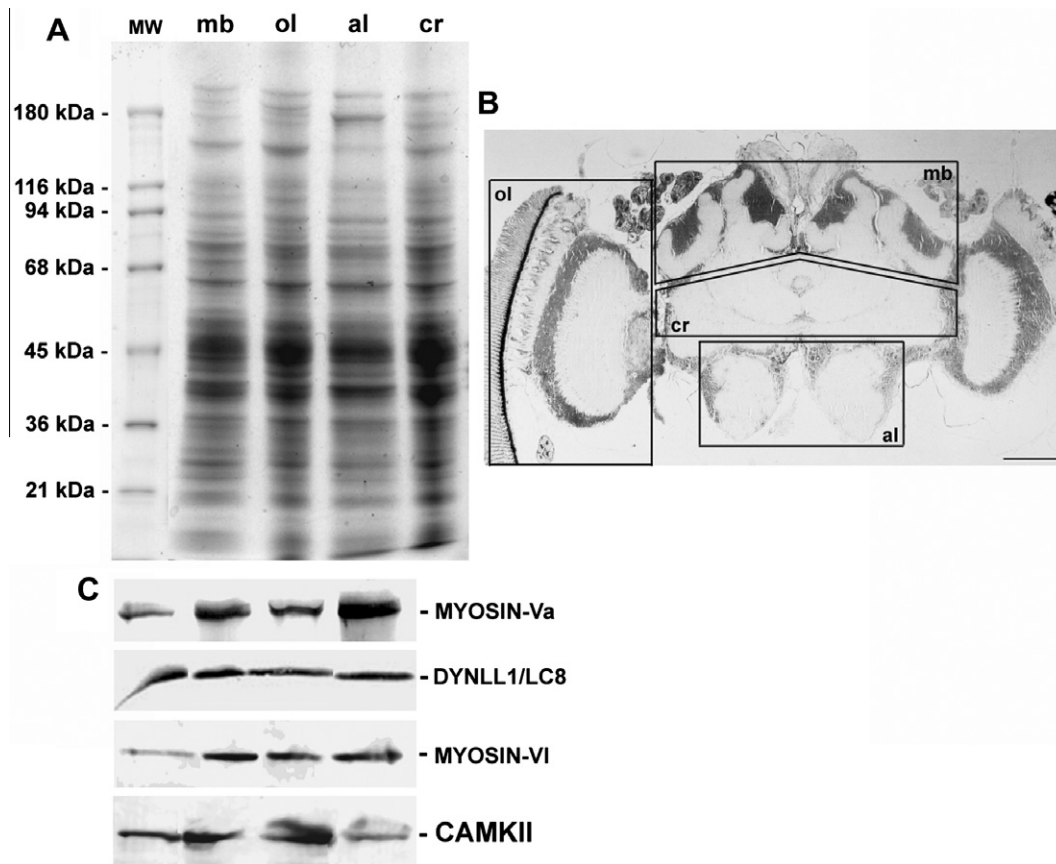 A
MW mb ol al cr
180 kDa -
116 kDa -
94 kDa -
68 kDa -
45 kDa -
36 kDa -
21 kDa -
B
ol
mb
cr
al
C
- MYOSIN-Va
- DYNLL1/LC8
- MYOSIN-VI
- CAMKII